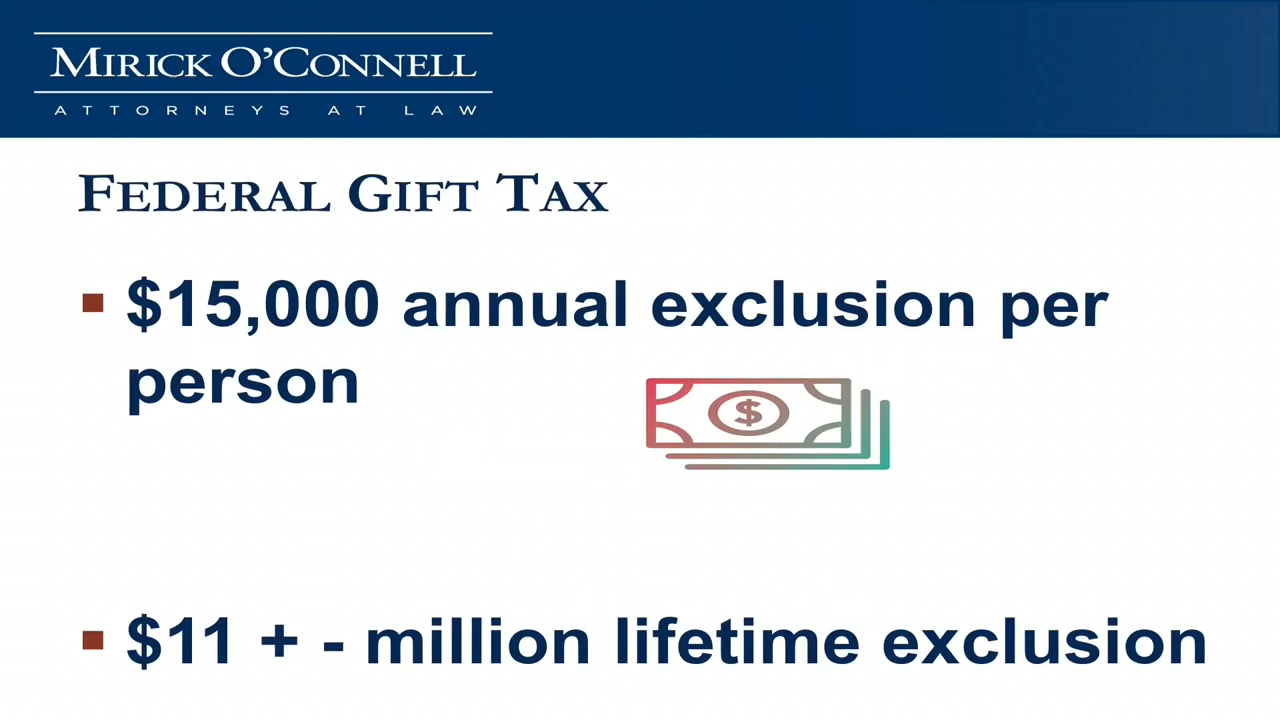 MIRICK O'CONNELL
ATTORNEYS AT LAW
FEDERAL GIFT TAX
▪ $15,000 annual exclusion per
person
$
▪ $11 + - million lifetime exclusion